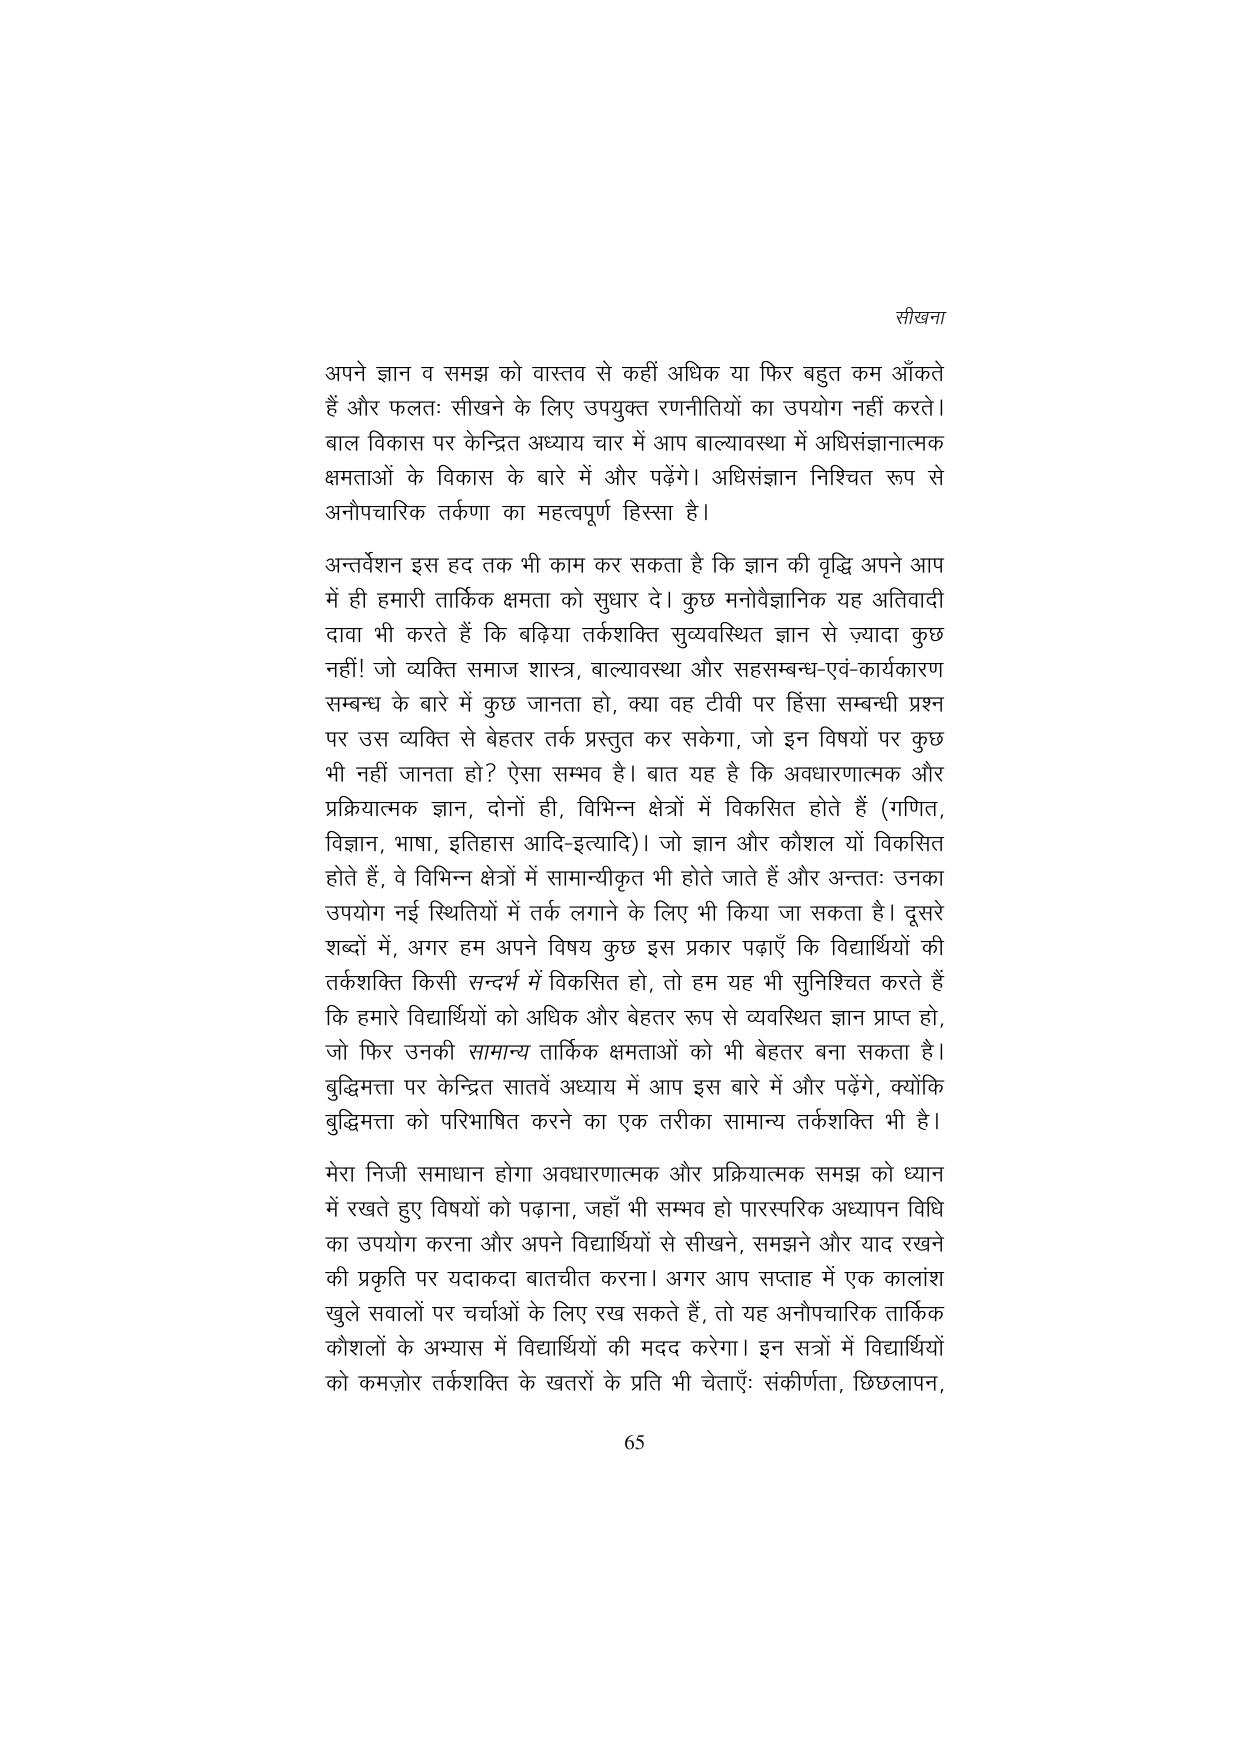 सीखना
अपने ज्ञान व समझ को वास्तव से कहीं अधिक या फिर बहुत कम आँकते
हैं और फलतः सीखने के लिए उपयुक्त रणनीतियों का उपयोग नहीं करते।
बाल विकास पर केन्द्रित अध्याय चार में आप बाल्यावस्था में अधिसंज्ञानात्मक
क्षमताओं के विकास के बारे में और पढ़ेंगे। अधिसंज्ञान निश्चित रूप से
अनौपचारिक तर्कणा का महत्वपूर्ण हिस्सा है।
अन्तर्वेशन इस हद तक भी काम कर सकता है कि ज्ञान की वृद्धि अपने आप
में ही हमारी तार्किक क्षमता को सुधार दे। कुछ मनोवैज्ञानिक यह अतिवादी
दावा भी करते हैं कि बढ़िया तर्कशक्ति सुव्यवस्थित ज्ञान से ज़्यादा कुछ
नहीं! जो व्यक्ति समाज शास्त्र, बाल्यावस्था और सहसम्बन्ध-एवं-कार्यकारण
सम्बन्ध के बारे में कुछ जानता हो, क्या वह टीवी पर हिंसा सम्बन्धी प्रश्न
पर उस व्यक्ति से बेहतर तर्क प्रस्तुत कर सकेगा, जो इन विषयों पर कुछ
भी नहीं जानता हो? ऐसा सम्भव है। बात यह है कि अवधारणात्मक और
प्रक्रियात्मक ज्ञान, दोनों ही, विभिन्न क्षेत्रों में विकसित होते हैं (गणित,
विज्ञान, भाषा, इतिहास आदि-इत्यादि)। जो ज्ञान और कौशल यों विकसित
होते हैं, वे विभिन्न क्षेत्रों में सामान्यीकृत भी होते जाते हैं और अन्ततः उनका
उपयोग नई स्थितियों में तर्क लगाने के लिए भी किया जा सकता है। दूसरे
शब्दों में, अगर हम अपने विषय कुछ इस प्रकार पढ़ाएँ कि विद्यार्थियों की
तर्कशक्ति किसी सन्दर्भ में विकसित हो, तो हम यह भी सुनिश्चित करते हैं
कि हमारे विद्यार्थियों को अधिक और बेहतर रूप से व्यवस्थित ज्ञान प्राप्त हो,
जो फिर उनकी सामान्य तार्किक क्षमताओं को भी बेहतर बना सकता है।
बुद्धिमत्ता पर केन्द्रित सातवें अध्याय में आप इस बारे में और पढ़ेंगे, क्योंकि
बुद्धिमत्ता को परिभाषित करने का एक तरीका सामान्य तर्कशक्ति भी है।
मेरा निजी समाधान होगा अवधारणात्मक और प्रक्रियात्मक समझ को ध्यान
में रखते हुए विषयों को पढ़ाना, जहाँ भी सम्भव हो पारस्परिक अध्यापन विधि
का उपयोग करना और अपने विद्यार्थियों से सीखने, समझने और याद रखने
की प्रकृति पर यदाकदा बातचीत करना। अगर आप सप्ताह में एक कालांश
खुले सवालों पर चर्चाओं के लिए रख सकते हैं, तो यह अनौपचारिक तार्किक
कौशलों के अभ्यास में विद्यार्थियों की मदद करेगा। इन सत्रों में विद्यार्थियों
को कमज़ोर तर्कशक्ति के खतरों के प्रति भी चेताएँः संकीर्णता, छिछलापन,
65